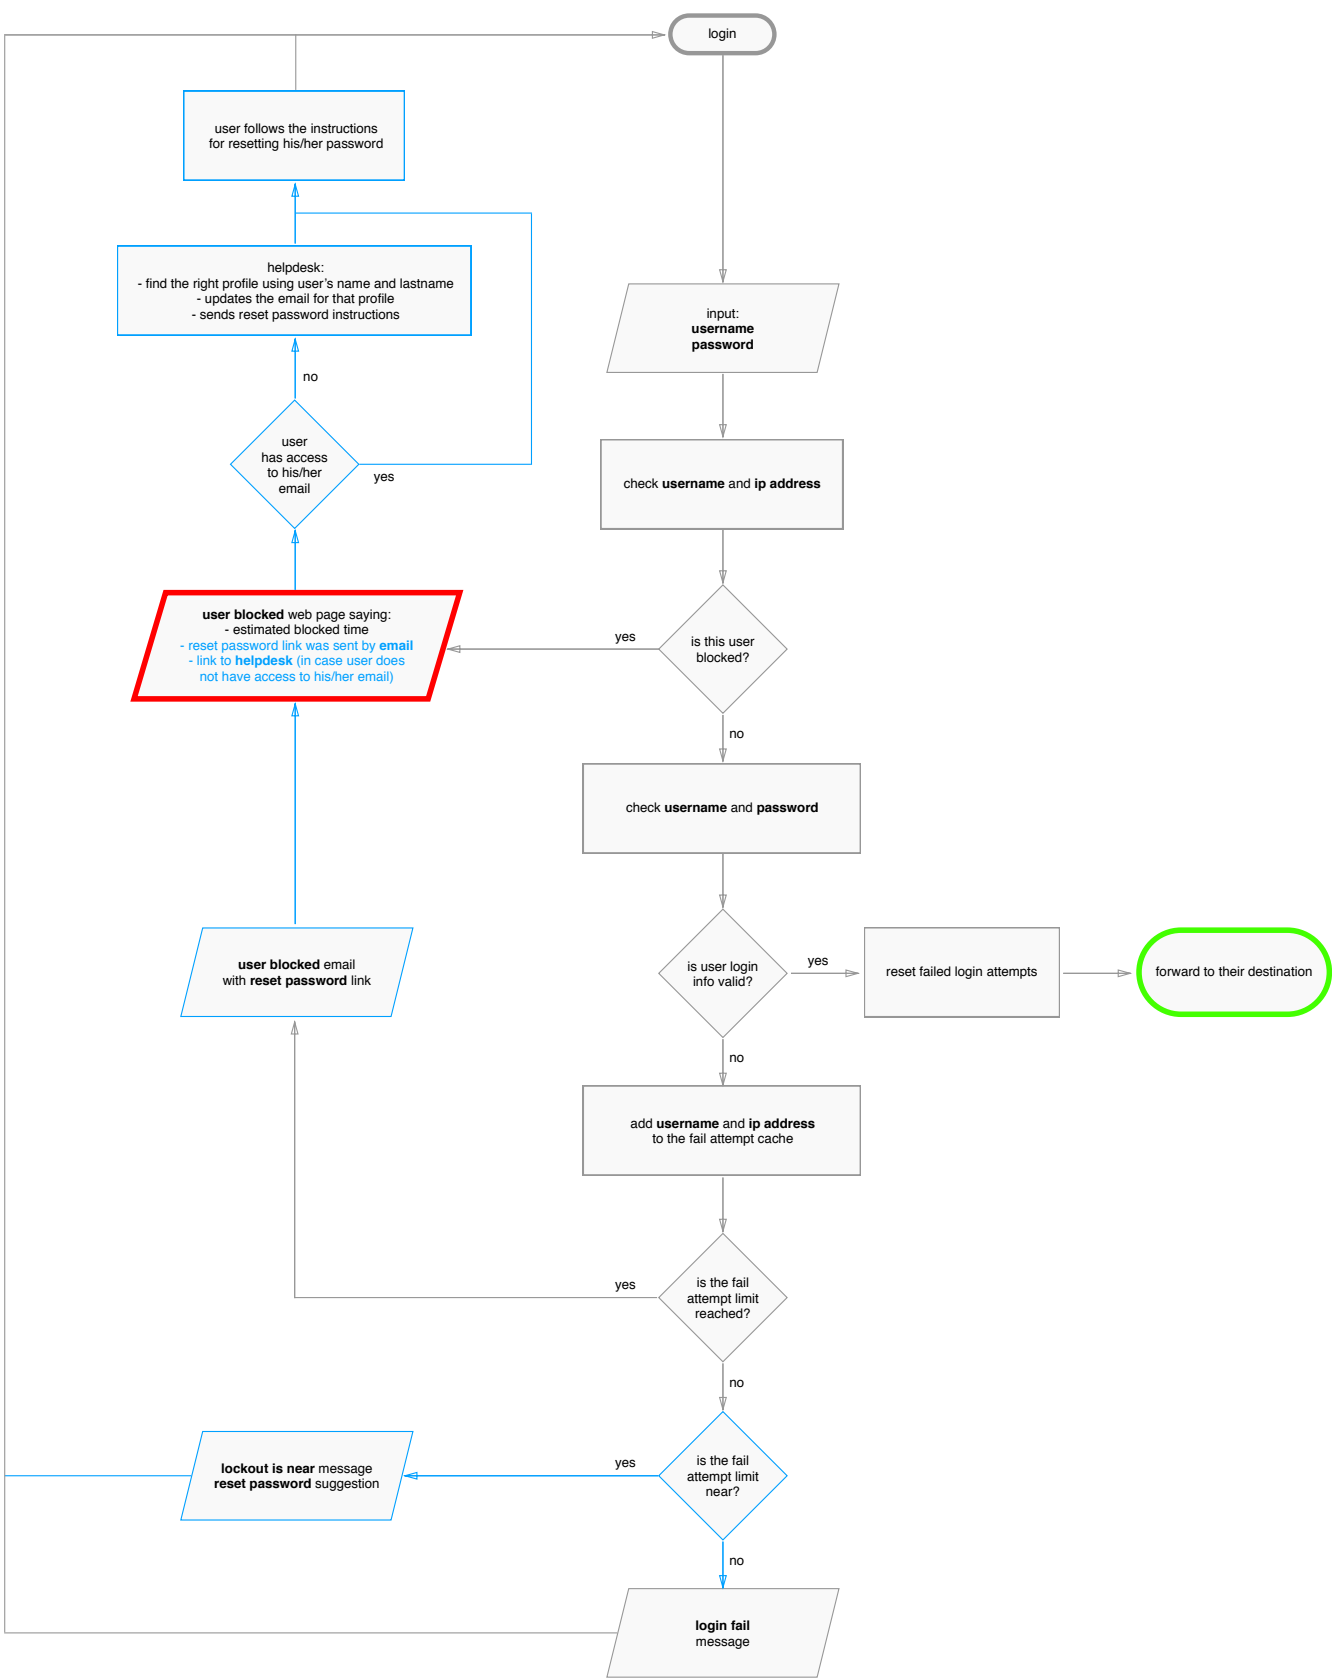 login
user follows the instructions
for resetting his/her password
helpdesk:
- find the right profile using user's name and lastname
- updates the email for that profile
- sends reset password instructions
input:
username
password
no
user
has access
to his/her
email
yes
check username and ip address
user blocked web page saying:
- estimated blocked time
- reset password link was sent by email
- link to helpdesk (in case user does
not have access to his/her email)
yes
is this user
blocked?
no
check username and password
user blocked email
with reset password link
is user login
info valid?
yes
reset failed login attempts
forward to their destination
no
add username and ip address
to the fail attempt cache
yes
is the fail
attempt limit
reached?
no
lockout is near message
reset password suggestion
yes
is the fail
attempt limit
near?
no
login fail
message